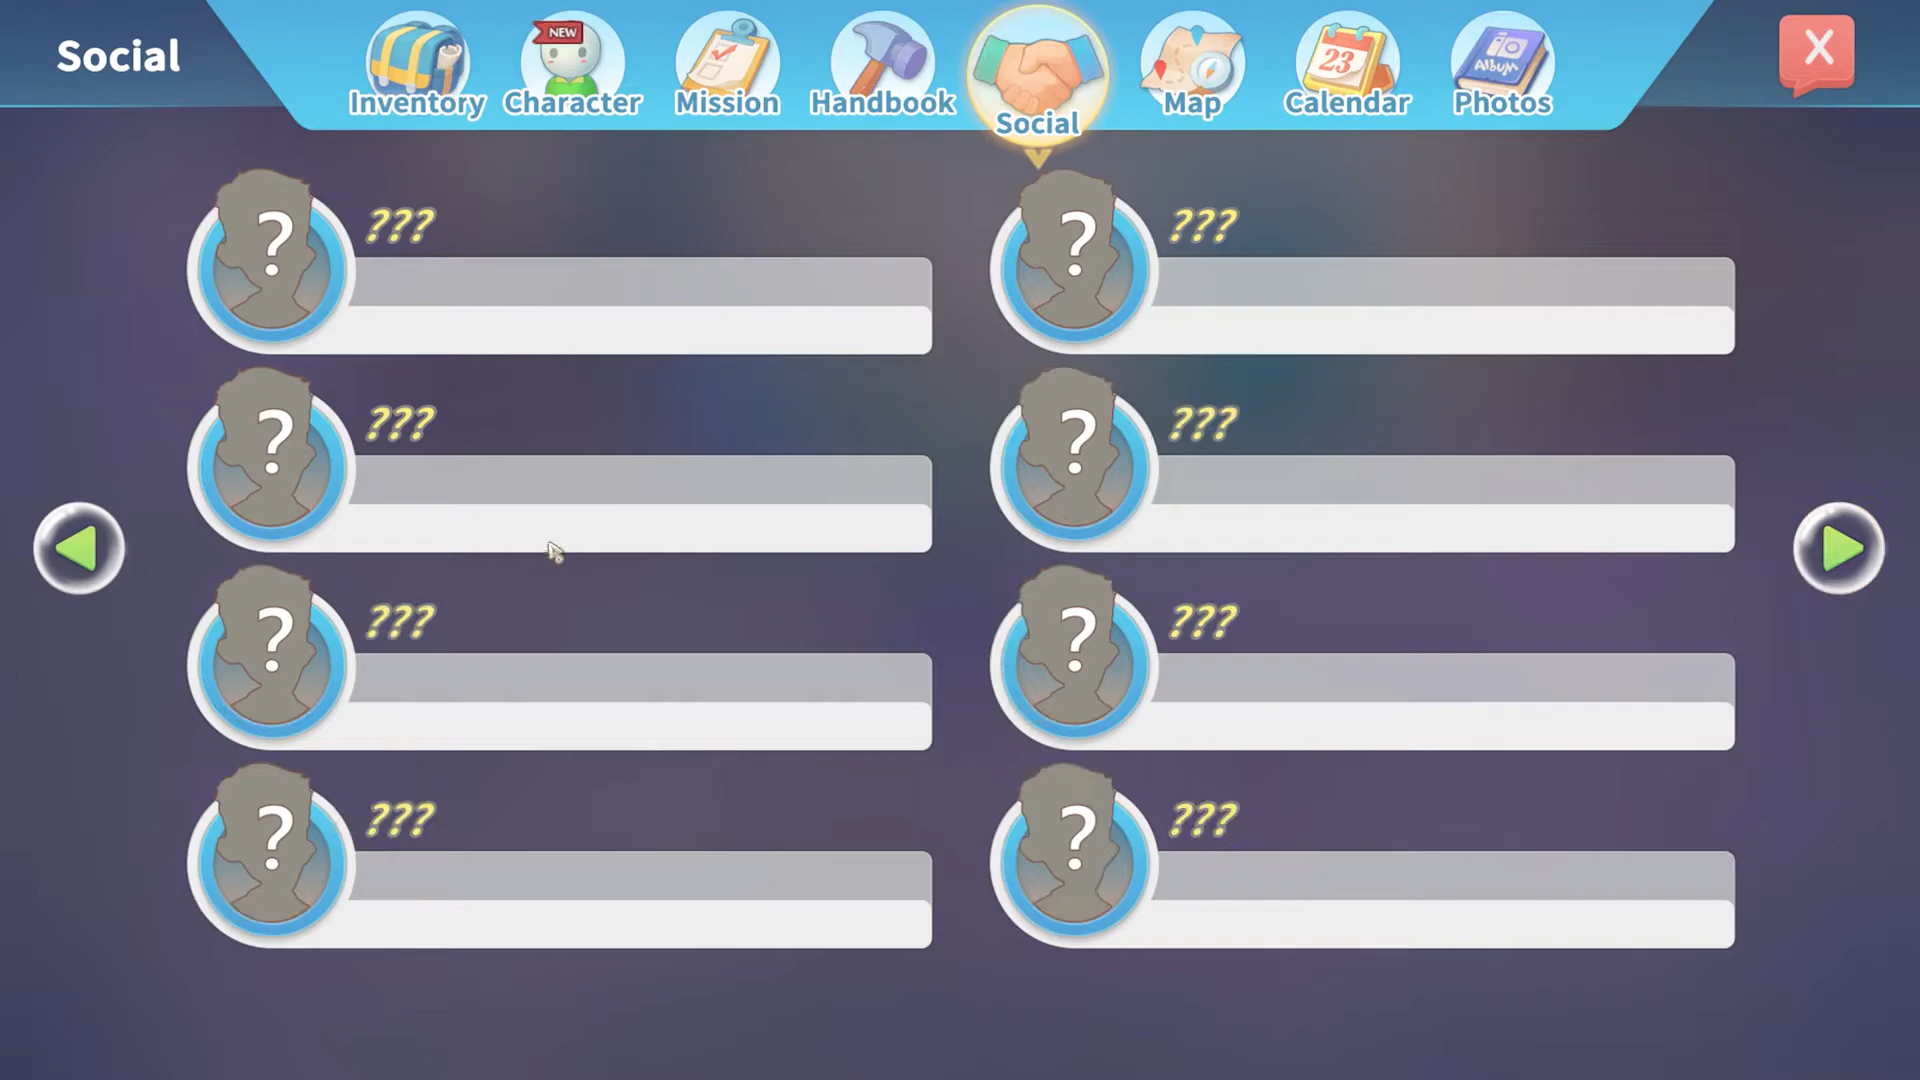 Social
NEW
23
ALBUM
Inventory
Character
Mission
Handbook
Social
Map
Calendar
Photos
X
?
???
?
???
?
???
?
???
?
???
?
???
?
???
?
???